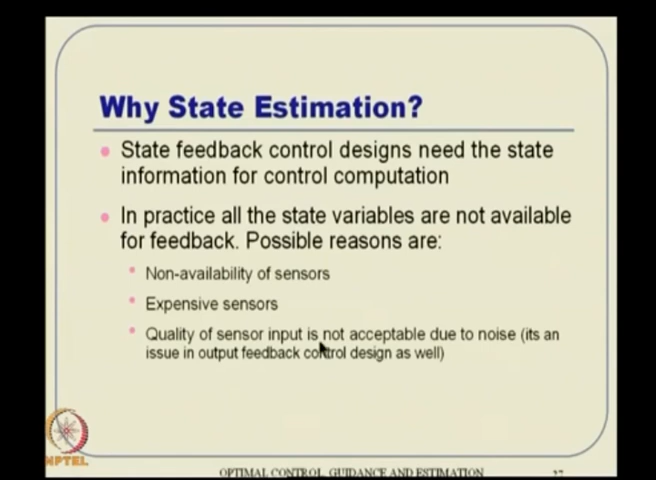 Why State Estimation?
State feedback control designs need the state
information for control computation
In practice all the state variables are not available
for feedback. Possible reasons are:
Non-availability of sensors
Expensive sensors
Quality of sensor input is not acceptable due to noise (its an
issue in output feedback control design as well)
NPTEL
OPTIMAL CONTROL, GUIDANCE AND ESTIMATION